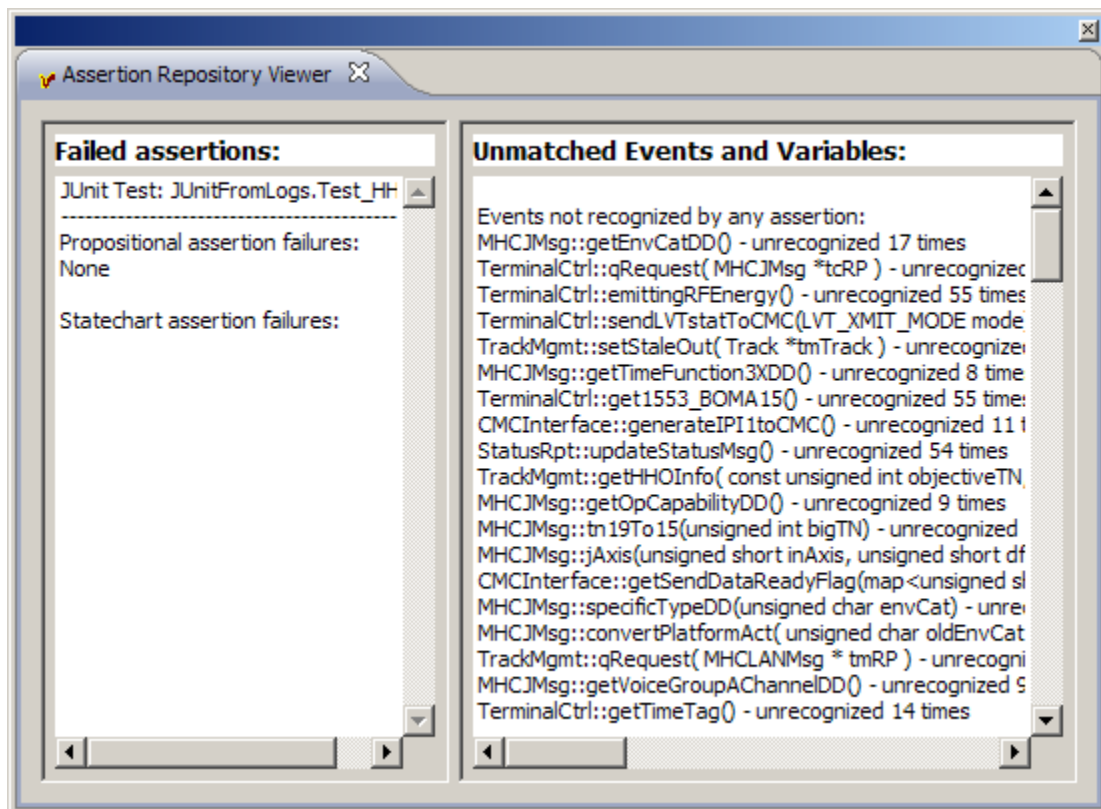 Assertion Repository Viewer
Failed assertions:
JUnit Test: JUnitFromLogs.Test_HH
----------------------------------------
Propositional assertion failures:
None
Statechart assertion failures:
Unmatched Events and Variables:
Events not recognized by any assertion:
MHCJMsg::getEnvCatDD() - unrecognized 17 times
TerminalCtrl::qRequest( MHCJMsg *tcRP ) - unrecognized
TerminalCtrl::emittingRFEnergy() - unrecognized 55 times
TerminalCtrl::sendLVTstatToCMC(LVT_XMIT_MODE mode)
TrackMgmt::setStaleOut( Track *tmTrack ) - unrecognized
MHCJMsg::getTimeFunction3XDD() - unrecognized 8 time
TerminalCtrl::get1553_BOMA15() - unrecognized 55 times
CMCInterface::generateIPI1toCMC() - unrecognized 11 t
StatusRpt::updateStatusMsg() - unrecognized 54 times
TrackMgmt::getHHOInfo( const unsigned int objectiveTN,
MHCJMsg::getOpCapabilityDD() - unrecognized 9 times
MHCJMsg::tn19To15(unsigned int bigTN) - unrecognized
MHCJMsg::jAxis(unsigned short inAxis, unsigned short df
CMCInterface::getSendDataReadyFlag(map<unsigned sh
MHCJMsg::specificTypeDD(unsigned char envCat) - unre
MHCJMsg::convertPlatformAct( unsigned char oldEnvCat
TrackMgmt::qRequest( MHCLANMsg * tmRP ) - unrecogni
MHCJMsg::getVoiceGroupAChannelDD() - unrecognized 9
TerminalCtrl::getTimeTag() - unrecognized 14 times